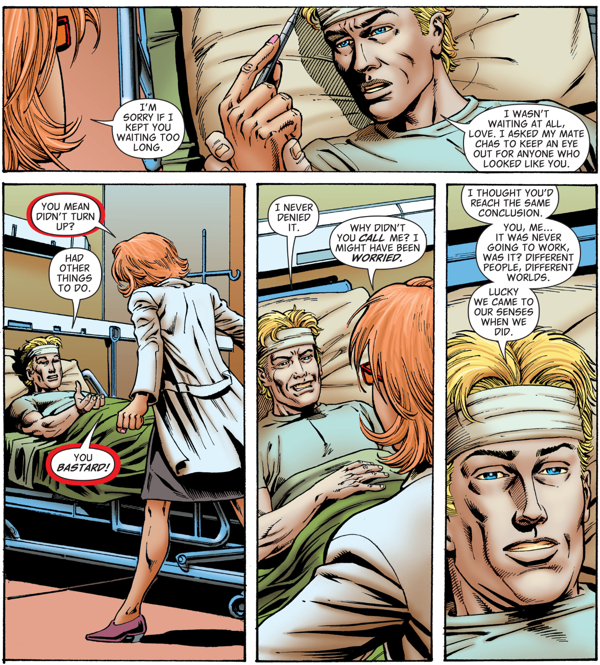 I'M
SORRY IF I
KEPT YOU
WAITING TOO
LONG.
I WASN'T
WAITING AT ALL,
LOVE. I ASKED MY MATE
CHAS TO KEEP AN EYE
OUT FOR ANYONE WHO
LOOKED LIKE YOU.
YOU MEAN
DIDN'T TURN
UP?
HAD
OTHER
THINGS
TO DO.
YOU
BASTARD!
I NEVER
DENIED
IT.
WHY DIDN'T
YOU CALL ME? I
MIGHT HAVE BEEN
WORRIED.
I THOUGHT YOU'D
REACH THE SAME
CONCLUSION.
YOU, ME...
IT WAS NEVER
GOING TO WORK,
WAS IT? DIFFERENT
PEOPLE, DIFFERENT
WORLDS.
LUCKY
WE CAME TO
OUR SENSES
WHEN WE
DID.